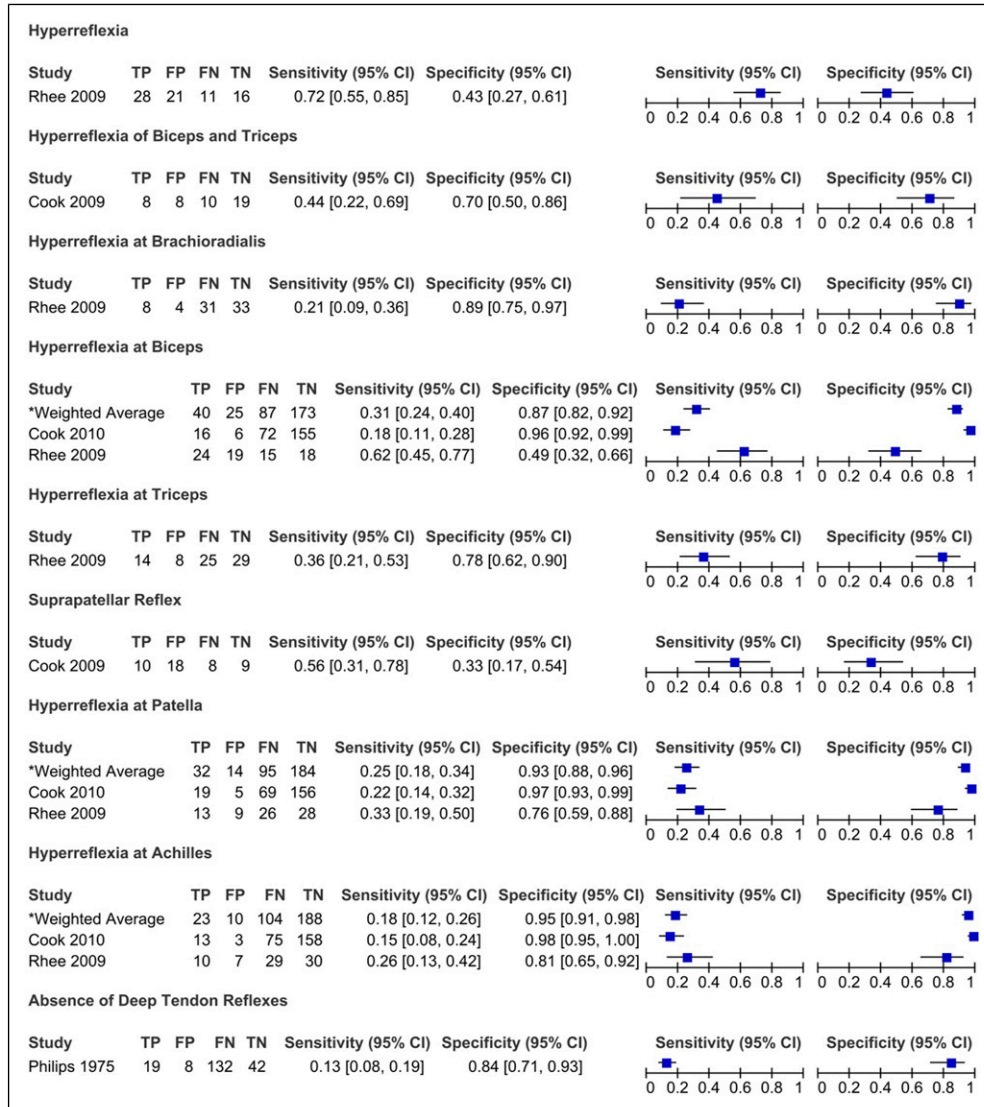 Hyperreflexia
Study TP FP FN TN Sensitivity (95% CI) Specificity (95% CI) Sensitivity (95% CI) Specificity (95% CI)
Rhee 2009 28 21 11 16 0.72 [0.55, 0.85] 0.43 [0.27, 0.61]
0 0.2 0.4 0.6 0.8 1 0 0.2 0.4 0.6 0.8 1
Hyperreflexia of Biceps and Triceps
Study TP FP FN TN Sensitivity (95% CI) Specificity (95% CI) Sensitivity (95% CI) Specificity (95% CI)
Cook 2009 8 8 10 19 0.44 [0.22, 0.69] 0.70 [0.50, 0.86]
0 0.2 0.4 0.6 0.8 1 0 0.2 0.4 0.6 0.8 1
Hyperreflexia at Brachioradialis
Study TP FP FN TN Sensitivity (95% CI) Specificity (95% CI) Sensitivity (95% CI) Specificity (95% CI)
Rhee 2009 8 4 31 33 0.21 [0.09, 0.36] 0.89 [0.75, 0.97]
0 0.2 0.4 0.6 0.8 1 0 0.2 0.4 0.6 0.8 1
Hyperreflexia at Biceps
Study TP FP FN TN Sensitivity (95% CI) Specificity (95% CI) Sensitivity (95% CI) Specificity (95% CI)
*Weighted Average 40 25 87 173 0.31 [0.24, 0.40] 0.87 [0.82, 0.92]
Cook 2010 16 6 72 155 0.18 [0.11, 0.28] 0.96 [0.92, 0.99]
Rhee 2009 24 19 15 18 0.62 [0.45, 0.77] 0.49 [0.32, 0.66]
0 0.2 0.4 0.6 0.8 1 0 0.2 0.4 0.6 0.8 1
Hyperreflexia at Triceps
Study TP FP FN TN Sensitivity (95% CI) Specificity (95% CI) Sensitivity (95% CI) Specificity (95% CI)
Rhee 2009 14 8 25 29 0.36 [0.21, 0.53] 0.78 [0.62, 0.90]
0 0.2 0.4 0.6 0.8 1 0 0.2 0.4 0.6 0.8 1
Suprapatellar Reflex
Study TP FP FN TN Sensitivity (95% CI) Specificity (95% CI) Sensitivity (95% CI) Specificity (95% CI)
Cook 2009 10 18 8 9 0.56 [0.31, 0.78] 0.33 [0.17, 0.54]
0 0.2 0.4 0.6 0.8 1 0 0.2 0.4 0.6 0.8 1
Hyperreflexia at Patella
Study TP FP FN TN Sensitivity (95% CI) Specificity (95% CI) Sensitivity (95% CI) Specificity (95% CI)
*Weighted Average 32 14 95 184 0.25 [0.18, 0.34] 0.93 [0.88, 0.96]
Cook 2010 19 5 69 156 0.22 [0.14, 0.32] 0.97 [0.93, 0.99]
Rhee 2009 13 9 26 28 0.33 [0.19, 0.50] 0.76 [0.59, 0.88]
0 0.2 0.4 0.6 0.8 1 0 0.2 0.4 0.6 0.8 1
Hyperreflexia at Achilles
Study TP FP FN TN Sensitivity (95% CI) Specificity (95% CI) Sensitivity (95% CI) Specificity (95% CI)
*Weighted Average 23 10 104 188 0.18 [0.12, 0.26] 0.95 [0.91, 0.98]
Cook 2010 13 3 75 158 0.15 [0.08, 0.24] 0.98 [0.95, 1.00]
Rhee 2009 10 7 29 30 0.26 [0.13, 0.42] 0.81 [0.65, 0.92]
0 0.2 0.4 0.6 0.8 1 0 0.2 0.4 0.6 0.8 1
Absence of Deep Tendon Reflexes
Study TP FP FN TN Sensitivity (95% CI) Specificity (95% CI) Sensitivity (95% CI) Specificity (95% CI)
Philips 1975 19 8 132 42 0.13 [0.08, 0.19] 0.84 [0.71, 0.93]
0 0.2 0.4 0.6 0.8 1 0 0.2 0.4 0.6 0.8 1